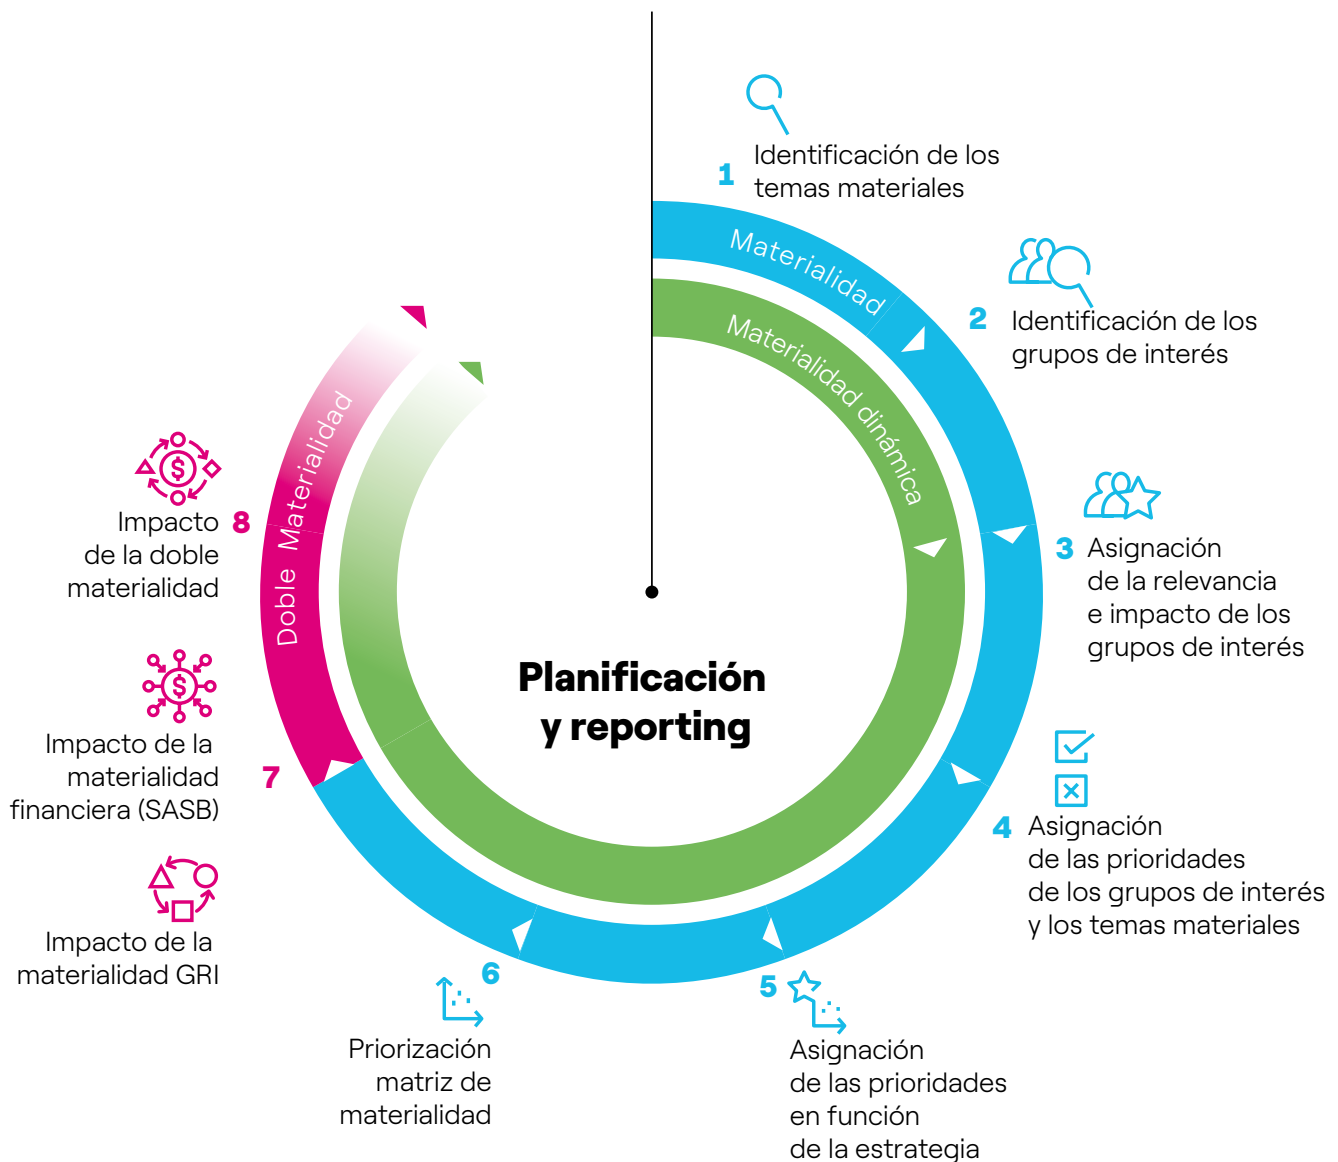 1
Identificación de los
temas materiales
2
Identificación de los
grupos de interés
3
Asignación
de la relevancia
e impacto de los
grupos de interés
4
Asignación
de las prioridades
de los grupos de interés
y los temas materiales
5
Asignación
de las prioridades
en función
de la estrategia
6
Priorización
matriz de
materialidad
7
Impacto de la
materialidad
financiera (SASB)
Impacto de la
materialidad GRI
8
Impacto
de la doble
materialidad
Materialidad
Materialidad dinámica
Doble Materialidad
Planificación
y reporting
$
$